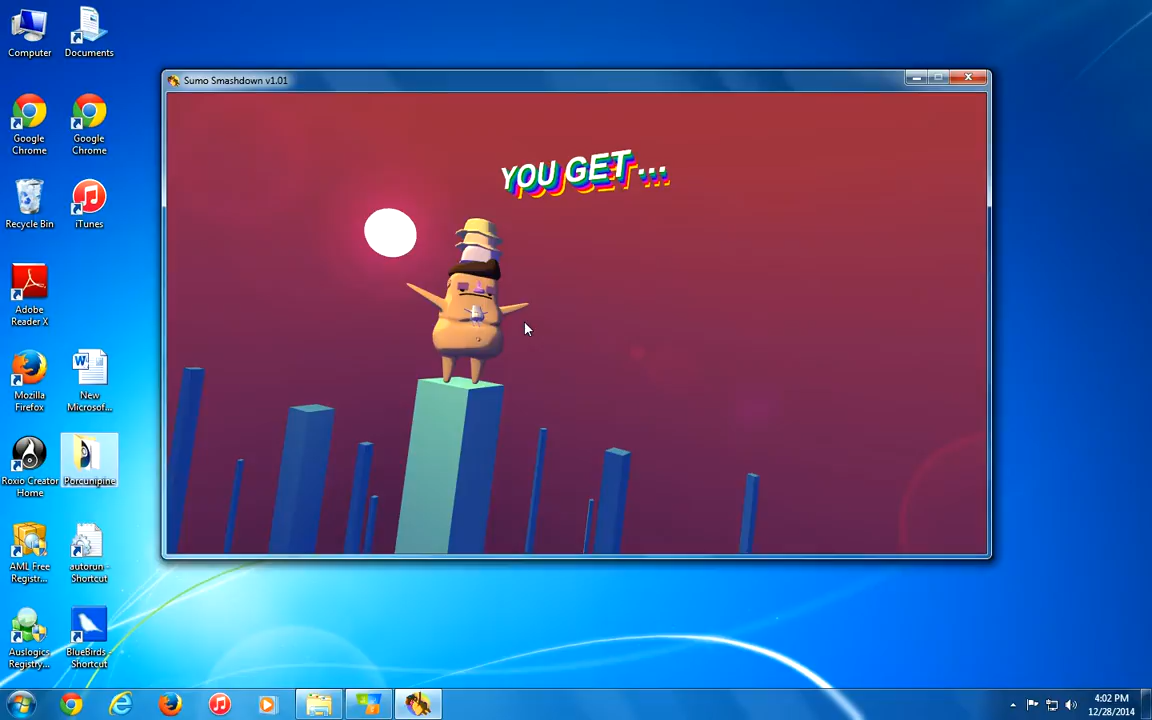 Computer
Documents
Google
Chrome
Google
Chrome
Recycle Bin
iTunes
Adobe
Reader X
Mozilla
Firefox
New
Microsof...
Roxio Creator
Home
Porcunipine
AML Free
Registr...
autorun -
Shortcut
Auslogics
Registry...
BlueBirds -
Shortcut
Sumo Smashdown v1.01
YOU GET ...
4:02 PM
12/28/2014